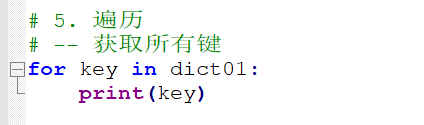 # 5. 遍历
# -- 获取所有键
for key in dict01:
    print(key)